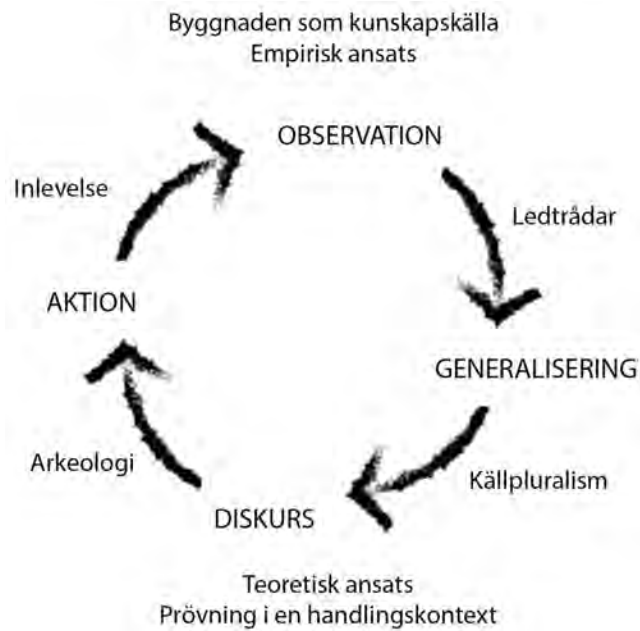 Byggnaden som kunskapskälla
Empirisk ansats
OBSERVATION
Inlevelse
Ledtrådar
AKTION
GENERALISERING
Arkeologi
Källpluralism
DISKURS
Teoretisk ansats
Prövning i en handlingskontext